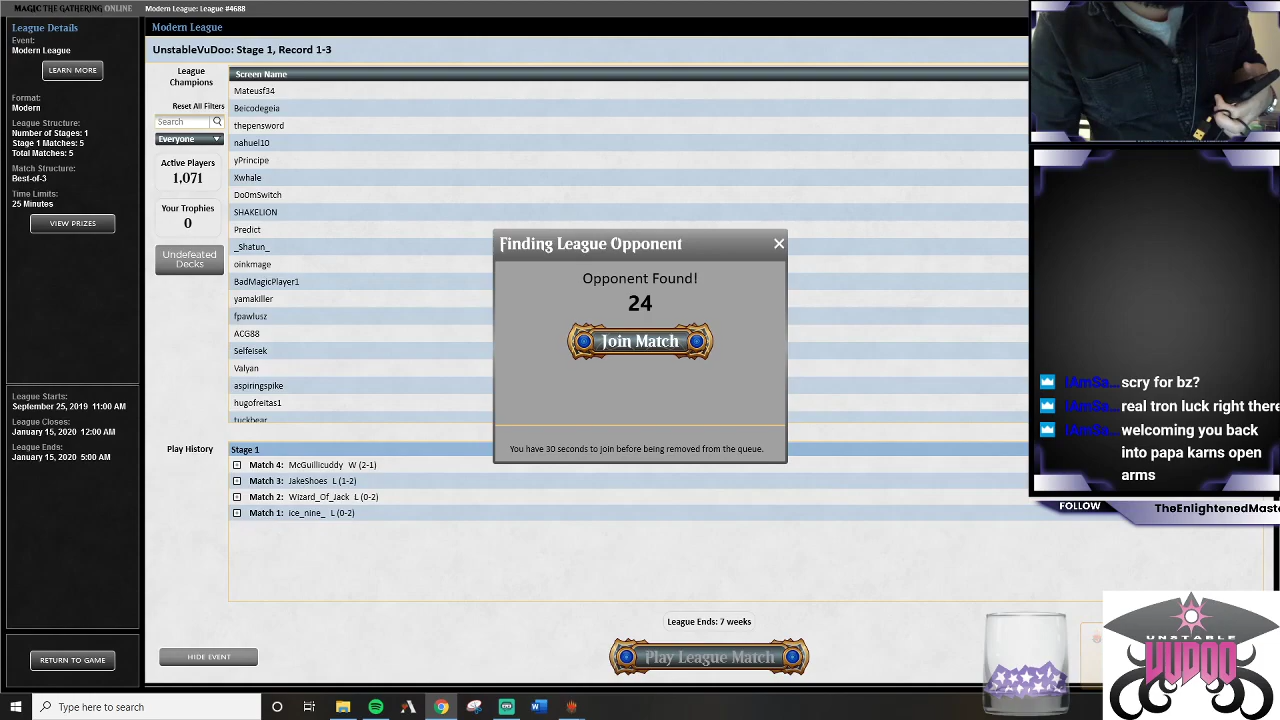 MAGIC THE GATHERING ONLINE
Modern League: League #4688
League Details
Event:
Modern League
LEARN MORE
Format:
Modern
League Structure:
Number of Stages: 1
Stage 1 Matches: 5
Total Matches: 5
Match Structure:
Best-of-3
Time Limits:
25 Minutes
VIEW PRIZES
League Starts:
September 25, 2019 11:00 AM
League Closes:
January 15, 2020 12:00 AM
League Ends:
January 15, 2020 5:00 AM
RETURN TO GAME
Modern League
UnstableVuDoo: Stage 1, Record 1-3
League
Champions
Reset All Filters
Search
Everyone
Active Players
1,071
Your Trophies
0
Undefeated
Decks
Screen Name
Mateusf34
Beicodegeia
thepensword
nahuel10
yPrincipe
Xwhale
Do0mSwitch
SHAKELION
Predict
_Shatun_
oinkmage
BadMagicPlayer1
yamakiller
fpawlusz
ACG88
Selfeisek
Valyan
aspiringspike
hugofreitas1
tuckbear
Finding League Opponent
Opponent Found!
24
Join Match
You have 30 seconds to join before being removed from the queue.
Play History
Stage 1
Match 4: McGuillicuddy W (2-1)
Match 3: JakeShoes L (1-2)
Match 2: Wizard_Of_Jack L (0-2)
Match 1: ice_nine_ L (0-2)
League Ends: 7 weeks
HIDE EVENT
Play League Match
IAmSa... scry for bz?
IAmSa... real tron luck right there
IAmSa... welcoming you back
into papa karns open
arms
FOLLOW
TheEnlightenedMast
UNSTABLE
VUDOO
Type here to search